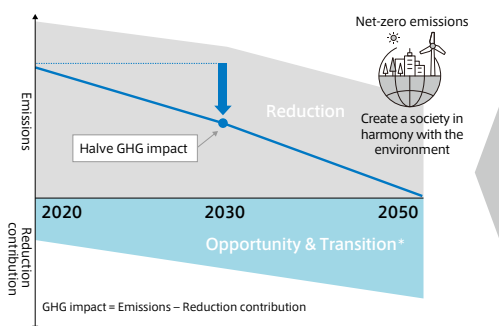 Net-zero emissions
Create a society in
harmony with the
environment
Emissions
Reduction
Halve GHG impact
2020
2030
2050
Reduction
contribution
Opportunity & Transition*
GHG impact = Emissions – Reduction contribution